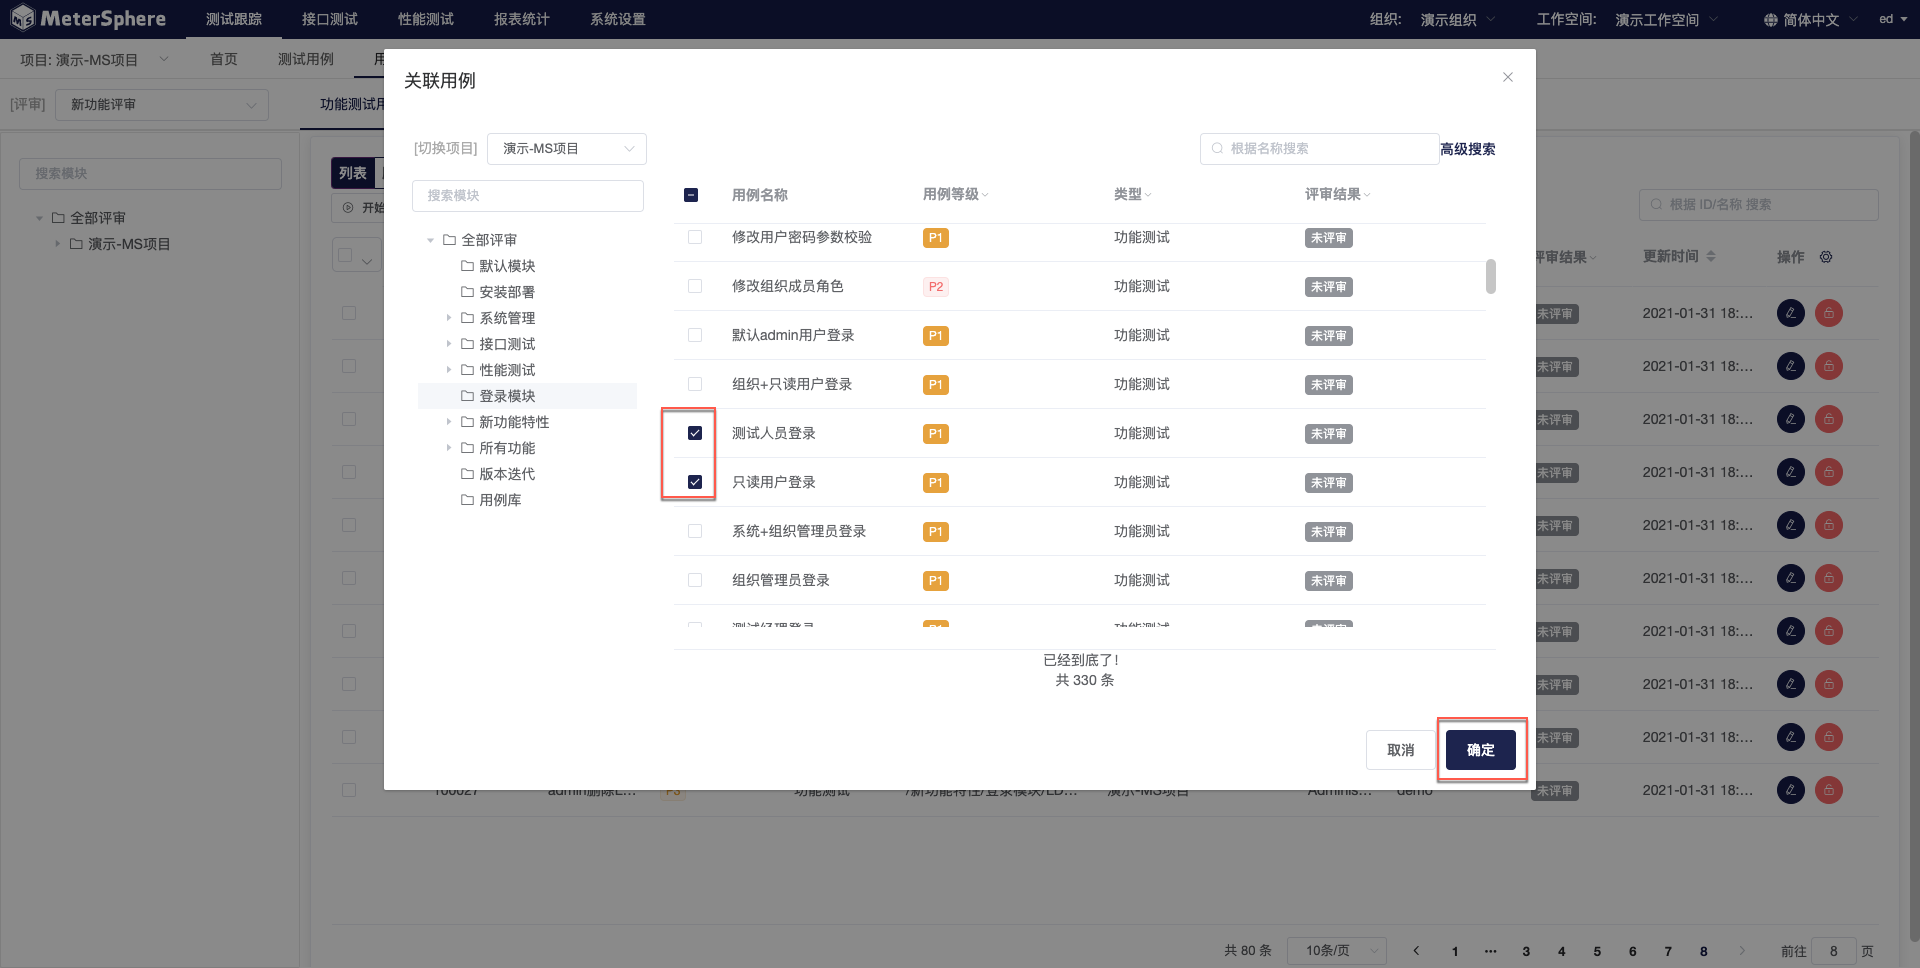 MeterSphere 测试跟踪 接口测试 性能测试 报表统计 系统设置 组织: 演示组织 工作空间: 演示工作空间 简体中文 ed
项目: 演示-MS项目 首页 测试用例
[评审] 新功能评审 功能测试用
搜索模块
全部评审
演示-MS项目
列表
开始
关联用例
[切换项目] 演示-MS项目
搜索模块
全部评审
默认模块
安装部署
系统管理
接口测试
性能测试
登录模块
新功能特性
所有功能
版本迭代
用例库
根据名称搜索 高级搜索
用例名称 用例等级 类型 评审结果
修改用户密码参数校验 P1 功能测试 未评审
修改组织成员角色 P2 功能测试 未评审
默认admin用户登录 P1 功能测试 未评审
组织+只读用户登录 P1 功能测试 未评审
测试人员登录 P1 功能测试 未评审
只读用户登录 P1 功能测试 未评审
系统+组织管理员登录 P1 功能测试 未评审
组织管理员登录 P1 功能测试 未评审
测试经理登录 P1 功能测试 未评审
已经到底了!
共 330 条
取消 确定
根据 ID/名称 搜索
评审结果 更新时间 操作
未评审 2021-01-31 18:...
未评审 2021-01-31 18:...
未评审 2021-01-31 18:...
未评审 2021-01-31 18:...
未评审 2021-01-31 18:...
未评审 2021-01-31 18:...
未评审 2021-01-31 18:...
未评审 2021-01-31 18:...
未评审 2021-01-31 18:...
100027 admin删除L... P3 功能测试 /新功能特性/登录模块/LD... 演示-MS项目 Adminis... demo 未评审 2021-01-31 18:...
共 80 条 10条/页 1 ... 3 4 5 6 7 8 前往 8 页